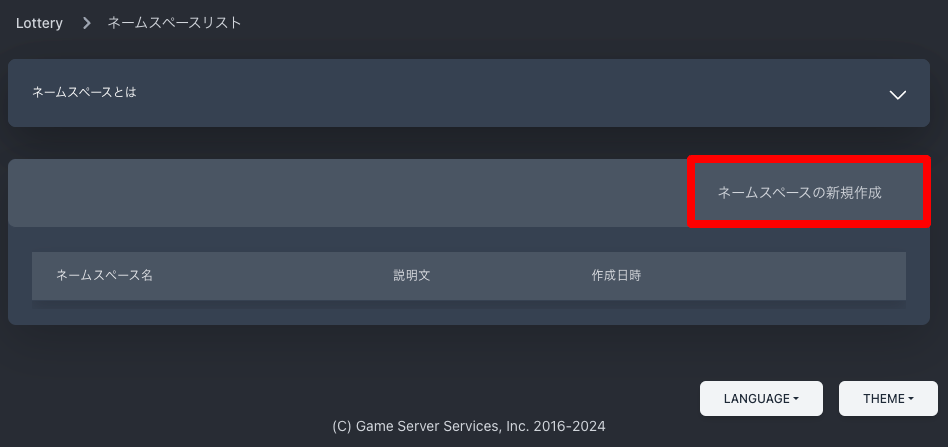 Lottery > ネームスペースリスト
ネームスペースとは
ネームスペースの新規作成
ネームスペース名 説明文 作成日時
LANGUAGE THEME
(C) Game Server Services, Inc. 2016-2024